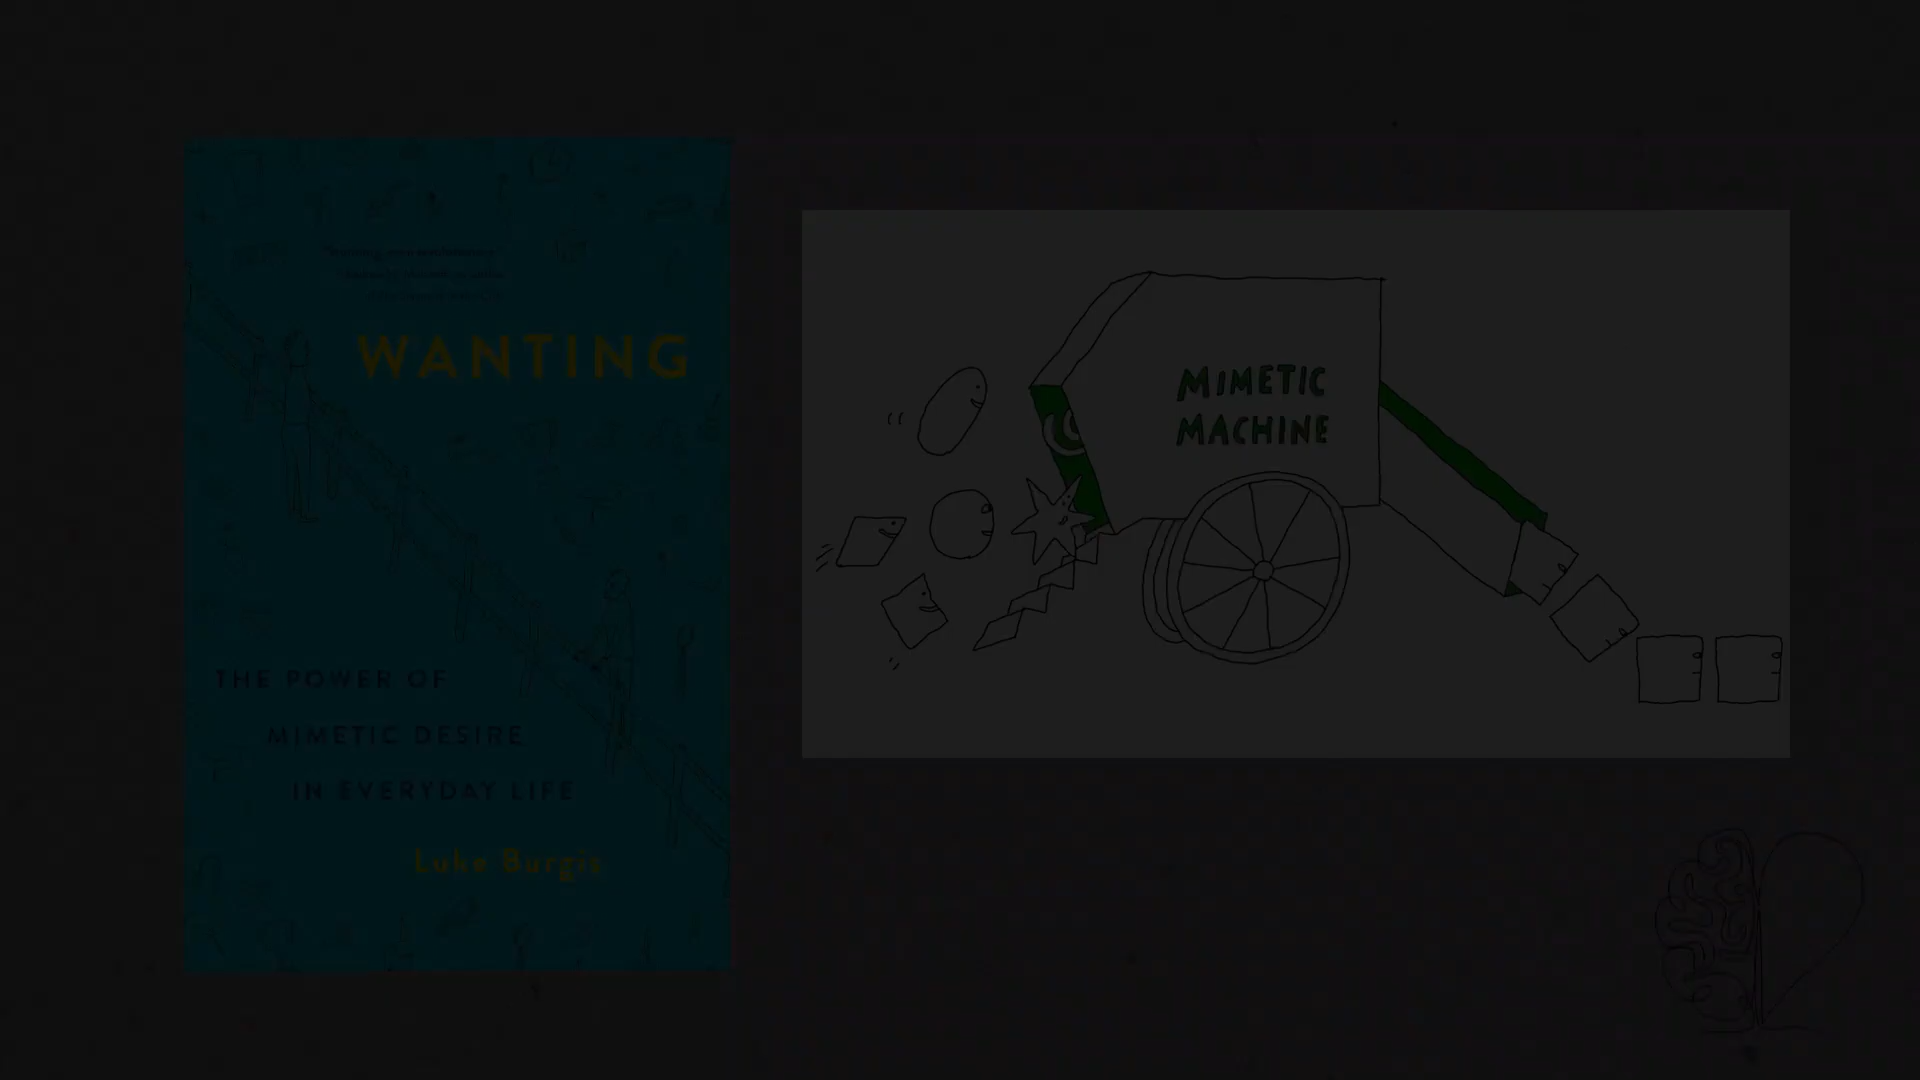 WANTING
THE POWER OF
MIMETIC DESIRE
IN EVERYDAY LIFE
Luke Burgis
MIMETIC
MACHINE